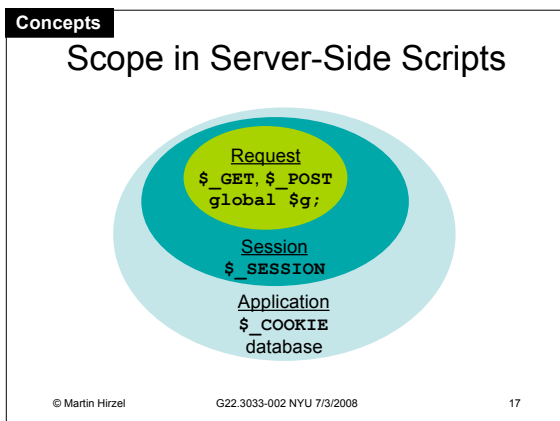 Concepts
Scope in Server-Side Scripts
Request
$_GET, $_POST
global $g;
Session
$_SESSION
Application
$_COOKIE
database
© Martin Hirzel
G22.3033-002 NYU 7/3/2008
17